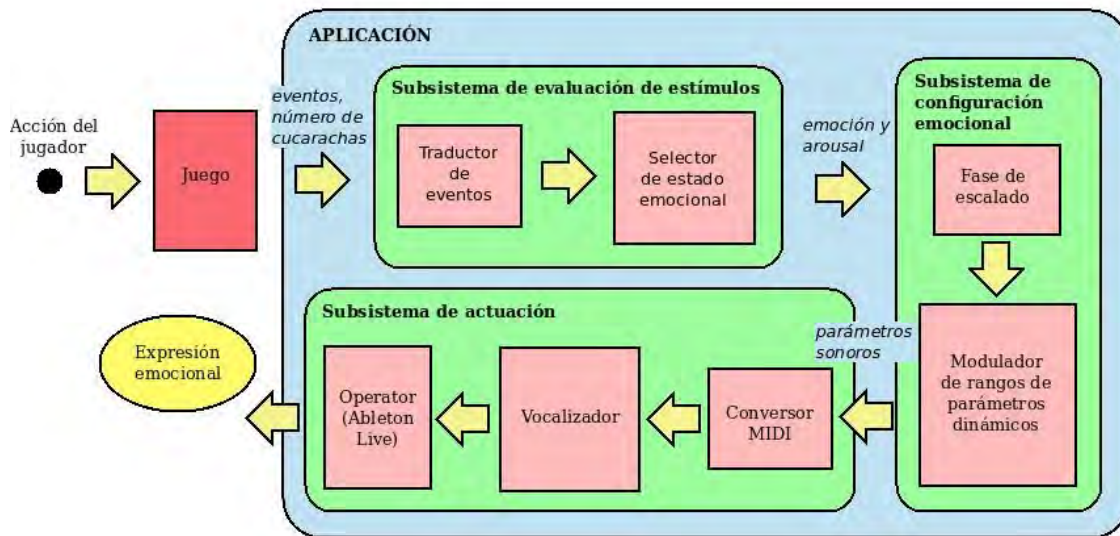 APLICACIÓN
Acción del
jugador
Juego
eventos,
número de
cucarachas
Subsistema de evaluación de estímulos
Traductor
de
eventos
Selector
de estado
emocional
emoción y
arousal
Subsistema de
configuración
emocional
Fase de
escalado
Modulador
de rangos de
parámetros
dinámicos
parámetros
sonoros
Subsistema de actuación
Conversor
MIDI
Vocalizador
Operator
(Ableton
Live)
Expresión
emocional